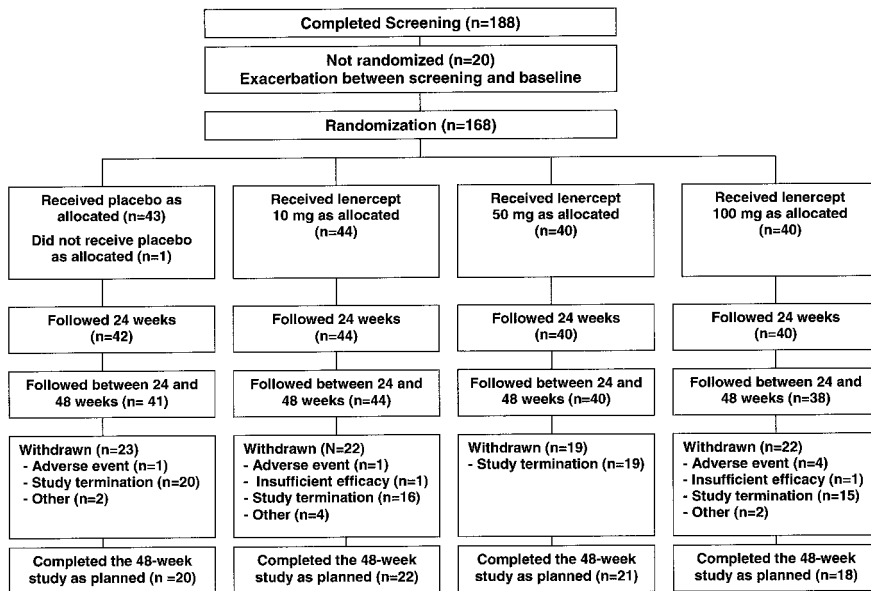 Completed Screening (n=188)
Not randomized (n=20)
Exacerbation between screening and baseline
Randomization (n=168)
Received placebo as
allocated (n=43)
Did not receive placebo
as allocated (n=1)
Received lenercept
10 mg as allocated
(n=44)
Received lenercept
50 mg as allocated
(n=40)
Received lenercept
100 mg as allocated
(n=40)
Followed 24 weeks
(n=42)
Followed 24 weeks
(n=44)
Followed 24 weeks
(n=40)
Followed 24 weeks
(n=40)
Followed between 24 and
48 weeks (n= 41)
Followed between 24 and
48 weeks (n=44)
Followed between 24 and
48 weeks (n=40)
Followed between 24 and
48 weeks (n=38)
Withdrawn (n=23)
- Adverse event (n=1)
- Study termination (n=20)
- Other (n=2)
Withdrawn (N=22)
- Adverse event (n=1)
- Insufficient efficacy (n=1)
- Study termination (n=16)
- Other (n=4)
Withdrawn (n=19)
- Study termination (n=19)
Withdrawn (n=22)
- Adverse event (n=4)
- Insufficient efficacy (n=1)
- Study termination (n=15)
- Other (n=2)
Completed the 48-week
study as planned (n =20)
Completed the 48-week
study as planned (n=22)
Completed the 48-week
study as planned (n=21)
Completed the 48-week
study as planned (n=18)